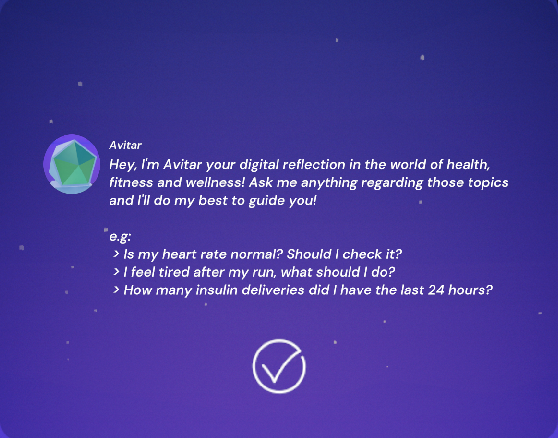 Avitar
Hey, I'm Avitar your digital reflection in the world of health,
fitness and wellness! Ask me anything regarding those topics
and I'll do my best to guide you!
e.g:
> Is my heart rate normal? Should I check it?
> I feel tired after my run, what should I do?
> How many insulin deliveries did I have the last 24 hours?